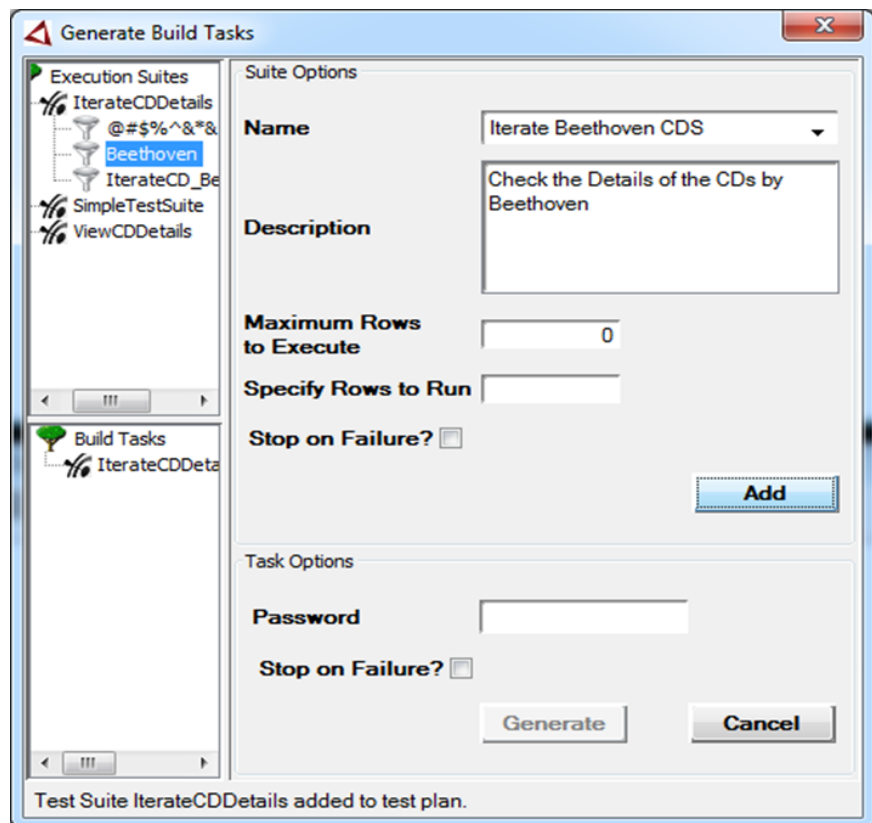 Generate Build Tasks
Execution Suites
IterateCDDetails
@#$%^&*&
Beethoven
IterateCD_Be
SimpleTestSuite
ViewCDDetails
Suite Options
Name
Iterate Beethoven CDS
Description
Check the Details of the CDs by
Beethoven
Maximum Rows
to Execute
0
Specify Rows to Run
Stop on Failure?
Add
Build Tasks
IterateCDDeta
Task Options
Password
Stop on Failure?
Generate
Cancel
Test Suite IterateCDDetails added to test plan.